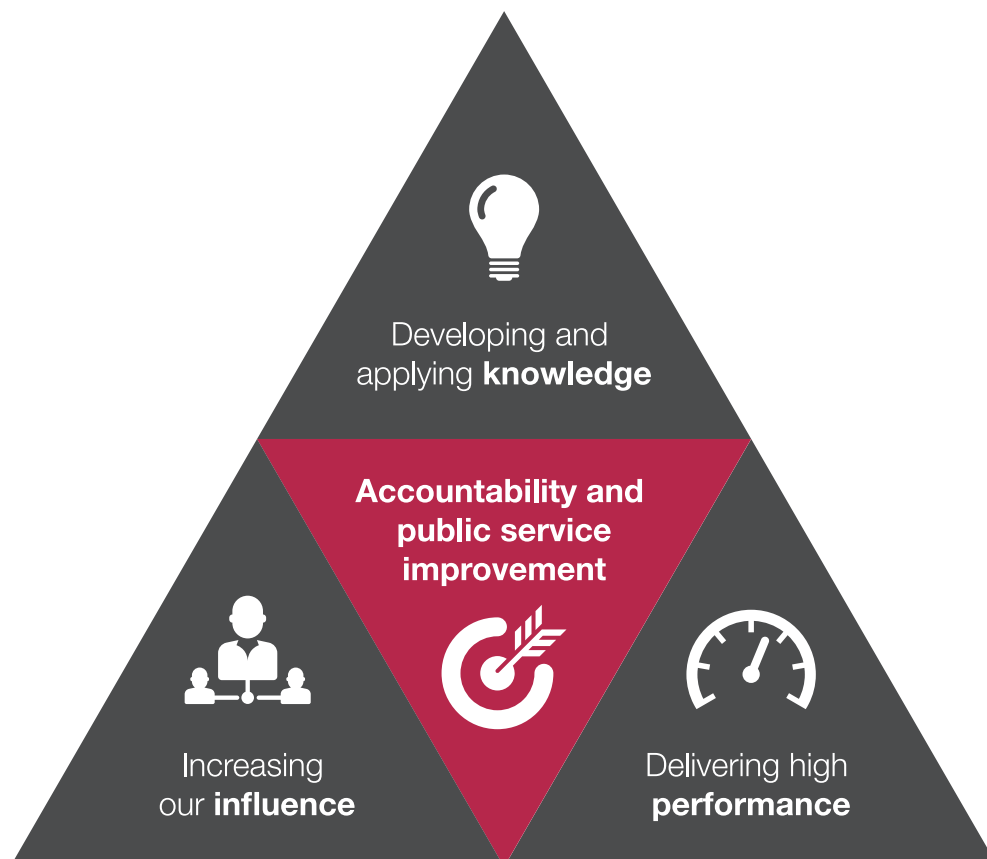 Developing and
applying knowledge
Accountability and
public service
improvement
Increasing
our influence
Delivering high
performance